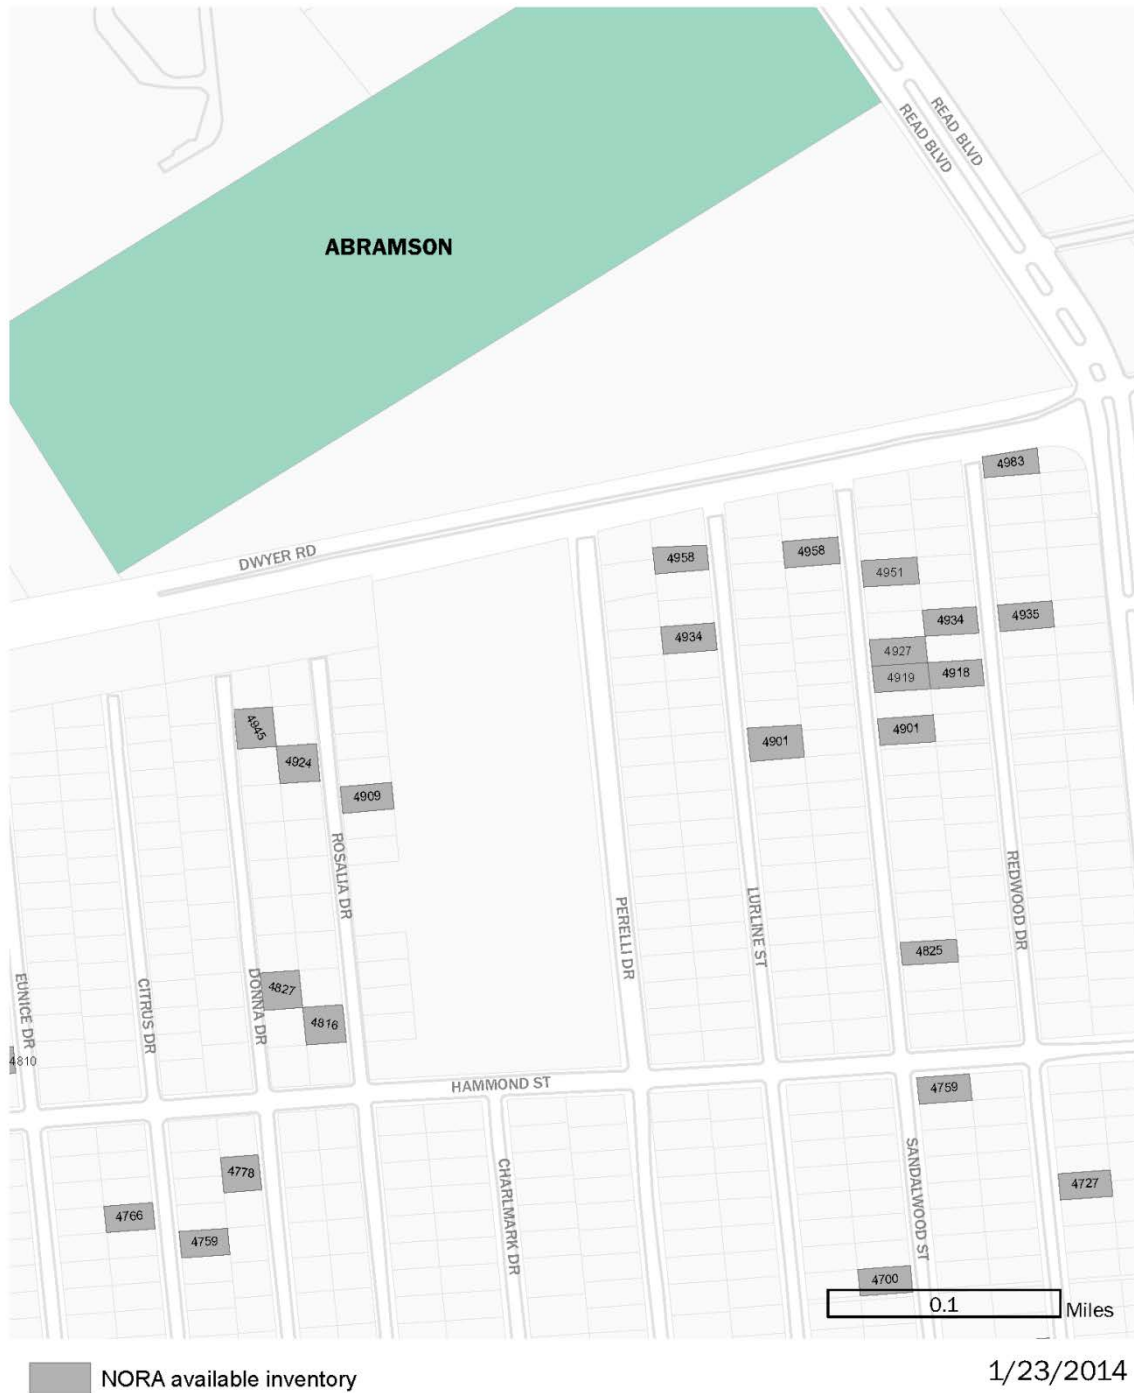 READ BLVD
READ BLVD
ABRAMSON
DWYER RD
4983
4958
4958
4951
4934
4935
4934
4927
4919
4918
4945
4924
4901
4901
4909
ROSALIA DR
PERELLI DR
LURLINE ST
REDWOOD DR
4825
EUNICE DR
CITRUS DR
DONNA DR
4827
4816
4810
HAMMOND ST
4759
4778
4766
4759
CHARLMARK DR
SANDALWOOD ST
4727
4700
0.1
Miles
NORA available inventory
1/23/2014